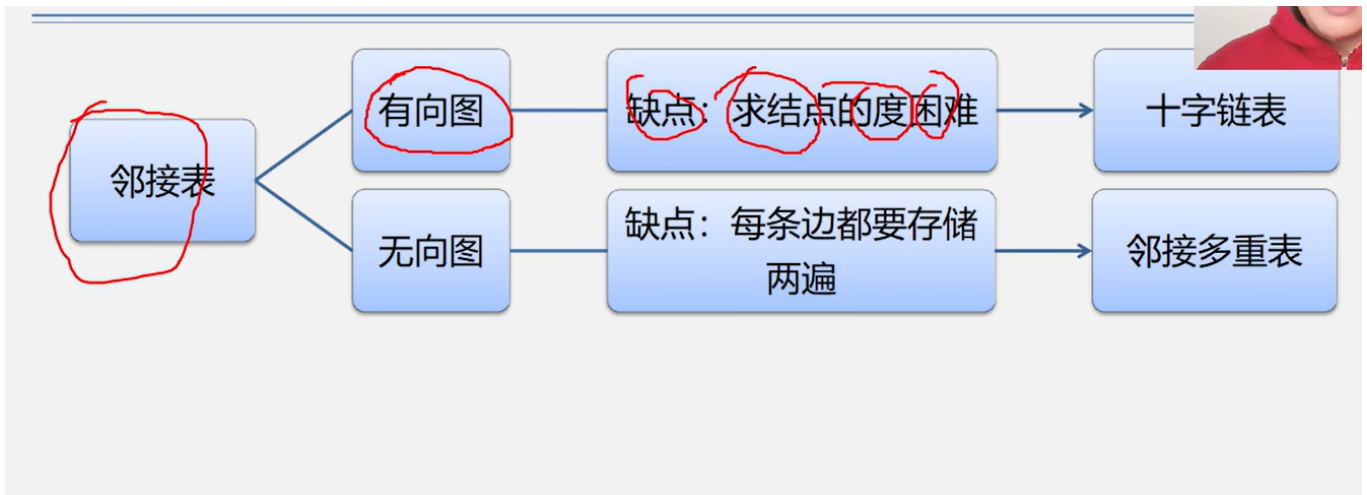 邻接表
有向图
缺点：求结点的度困难
十字链表
无向图
缺点：每条边都要存储
两遍
邻接多重表